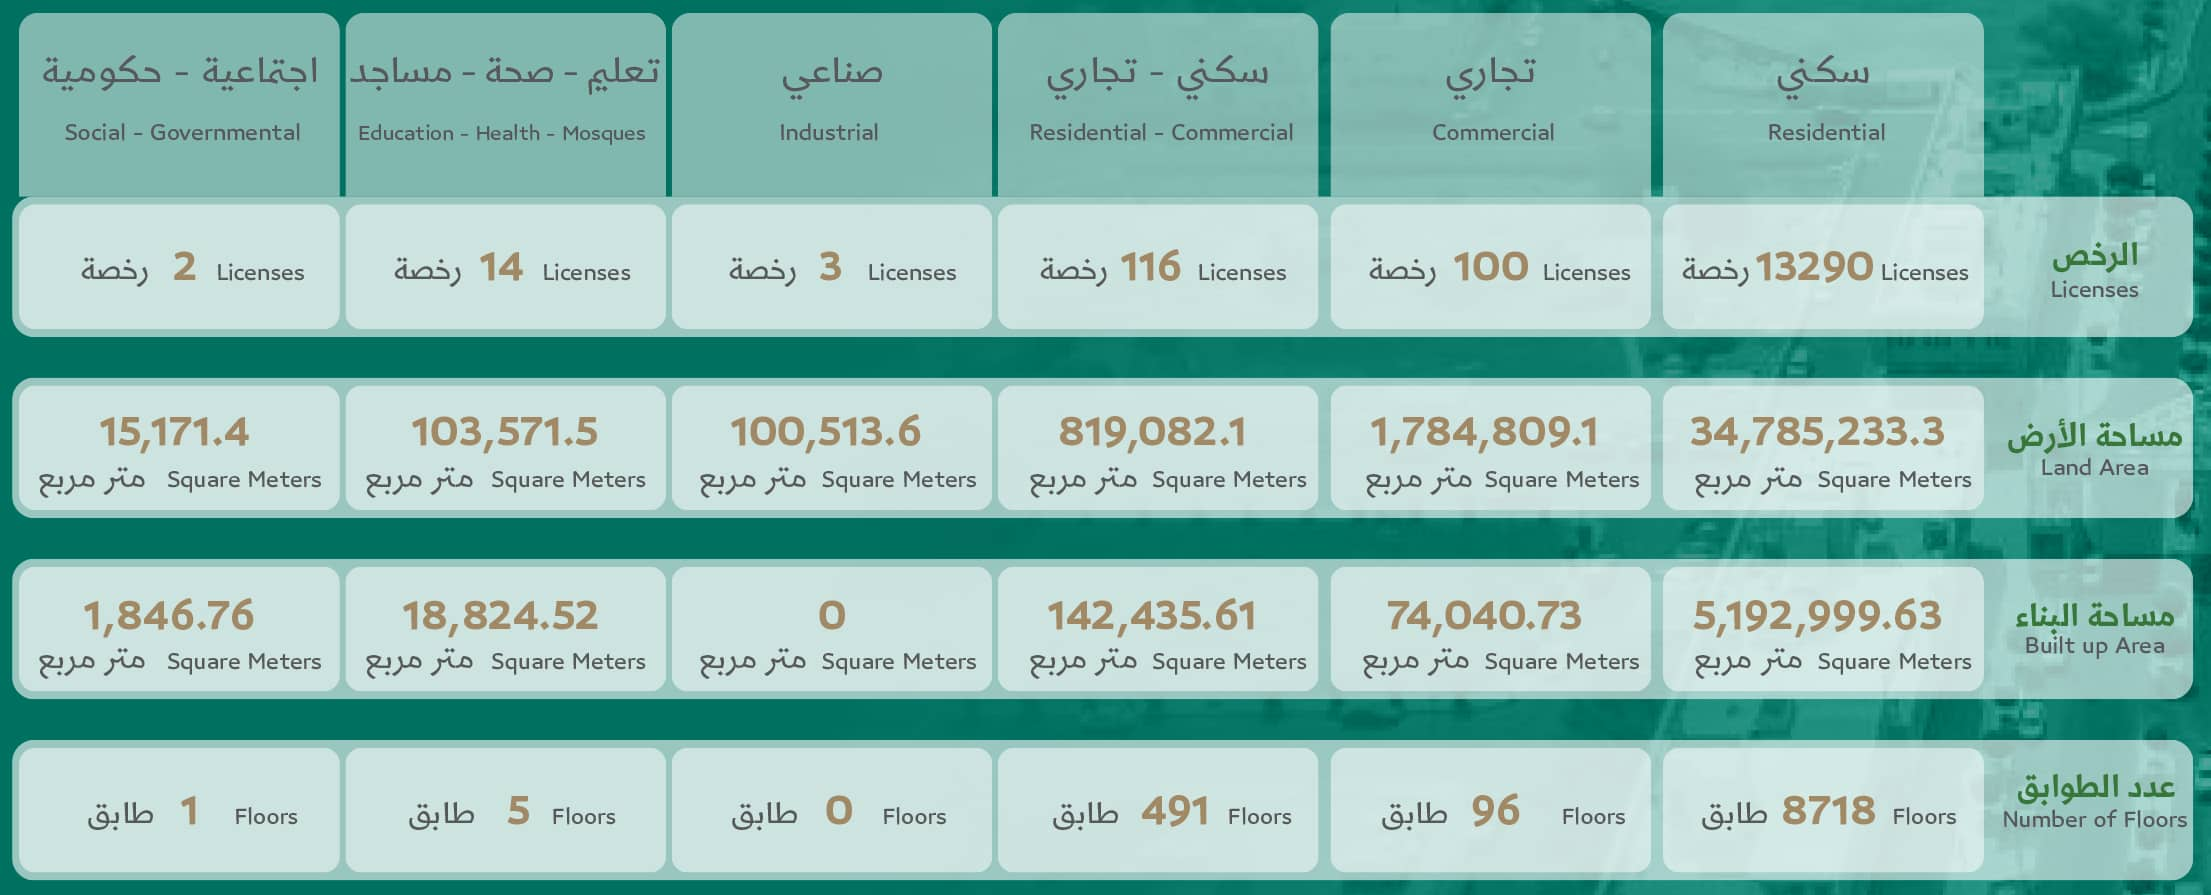 سكني
Residential
تجاري
Commercial
سكني - تجاري
Residential - Commercial
صناعي
Industrial
تعليم - صحة - مساجد
Education - Health - Mosques
اجتماعية - حكومية
Social - Governmental
الرخص
Licenses
Licenses 13290 رخصة
Licenses 100 رخصة
Licenses 116 رخصة
Licenses 3 رخصة
Licenses 14 رخصة
Licenses 2 رخصة
مساحة الأرض
Land Area
34,785,233.3
Square Meters متر مربع
1,784,809.1
Square Meters متر مربع
819,082.1
Square Meters متر مربع
100,513.6
Square Meters متر مربع
103,571.5
Square Meters متر مربع
15,171.4
Square Meters متر مربع
مساحة البناء
Built up Area
5,192,999.63
Square Meters متر مربع
74,040.73
Square Meters متر مربع
142,435.61
Square Meters متر مربع
0
Square Meters متر مربع
18,824.52
Square Meters متر مربع
1,846.76
Square Meters متر مربع
عدد الطوابق
Number of Floors
Floors 8718 طابق
Floors 96 طابق
Floors 491 طابق
Floors 0 طابق
Floors 5 طابق
Floors 1 طابق